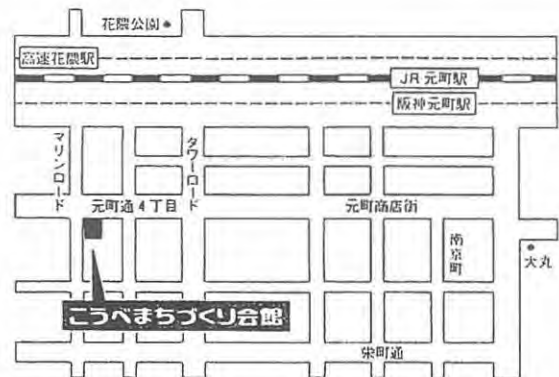 花隈公園
高速花隈駅
JR元町駅
阪神元町駅
マリンロード
タワーロード
元町通4丁目
元町商店街
南京町
大丸
こうべまちづくり会館
栄町通